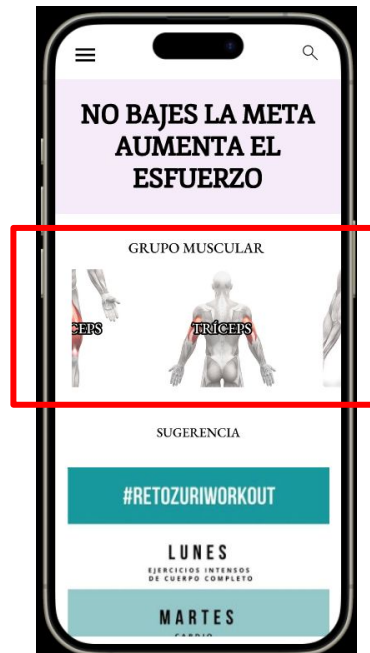 NO BAJES LA META
AUMENTA EL
ESFUERZO
GRUPO MUSCULAR
CEPS
TRÍCEPS
SUGERENCIA
#RETOZURIWORKOUT
LUNES
EJERCICIOS INTENSOS
DE CUERPO COMPLETO
MARTES